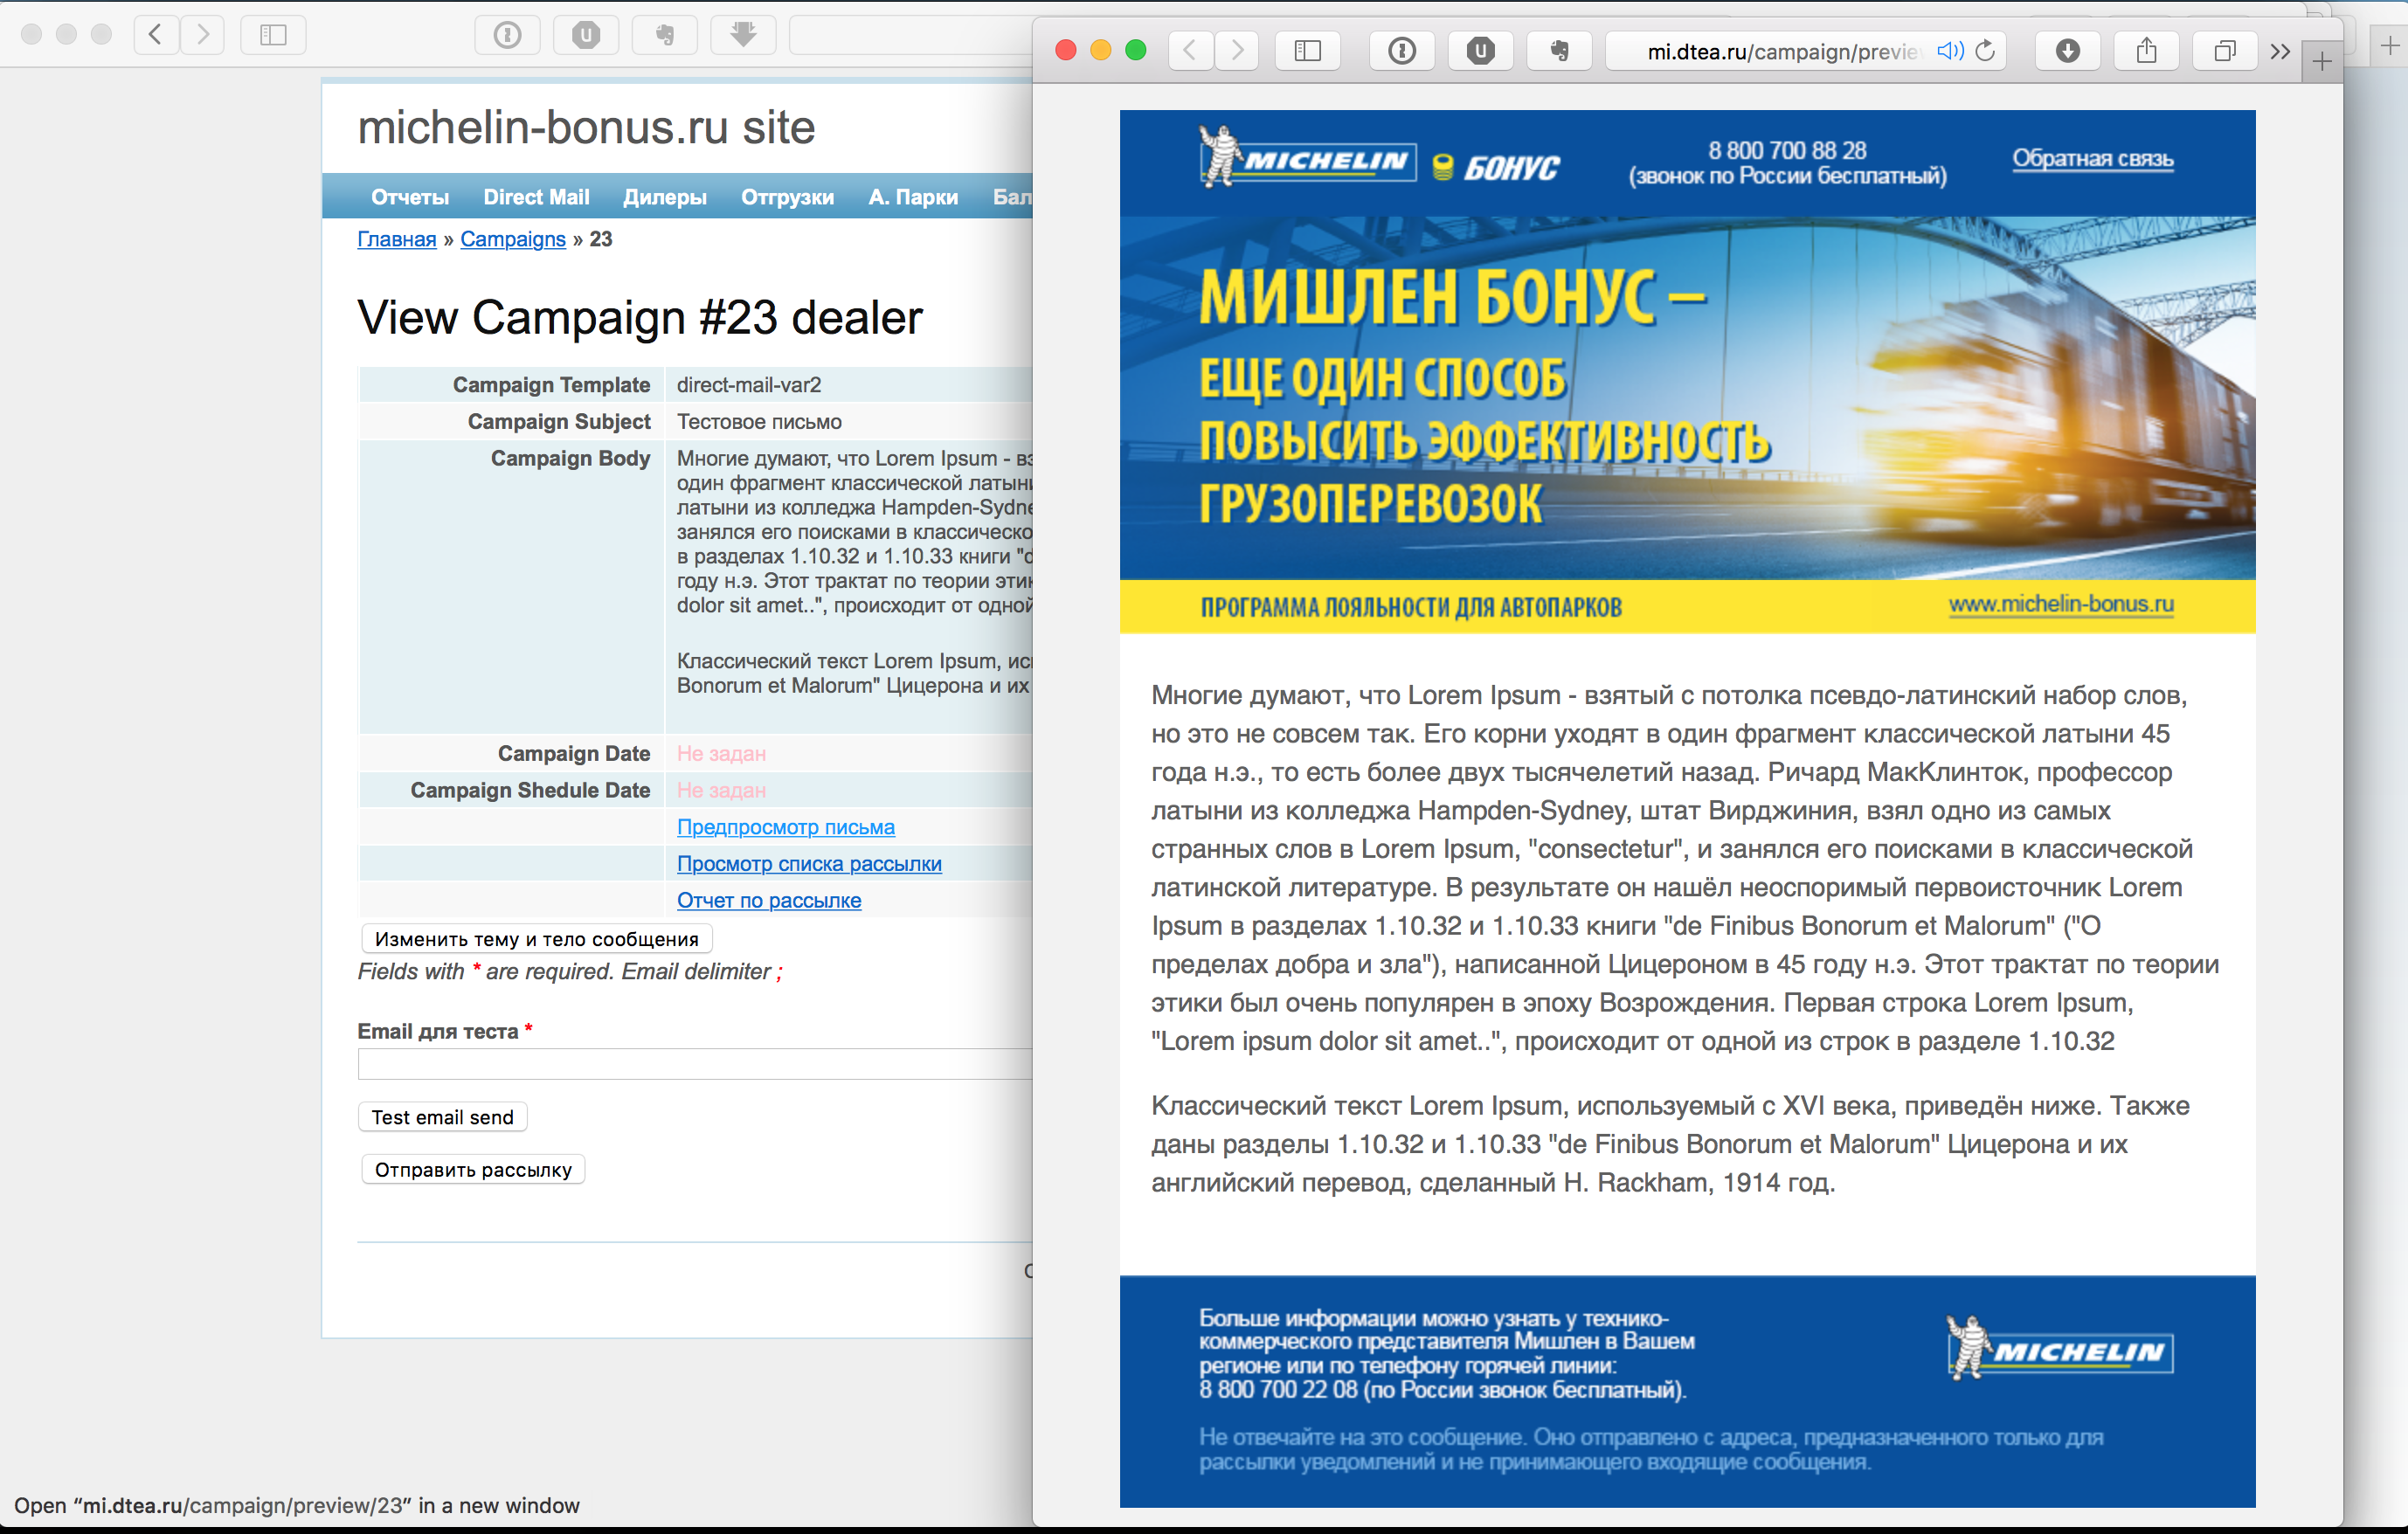 michelin-bonus.ru site
Отчеты Direct Mail Дилеры Отгрузки А. Парки
Главная » Campaigns » 23
View Campaign #23 dealer
Campaign Template direct-mail-var2
Campaign Subject Тестовое письмо
Campaign Body Многие думают, что Lorem Ipsum -
один фрагмент классической
латыни из колледжа
занялся его поисками в
в разделах 1.10.32 и 1.10.33 книги
году н.э. Этот трактат по теории
dolor sit amet..", происходит от одной
Классический текст Lorem Ipsum,
Bonorum et Malorum" Цицерона и их
Campaign Date Не задан
Campaign Shedule Date Не задан
Предпросмотр письма
Просмотр списка рассылки
Отчет по рассылке
Изменить тему и тело сообщения
Fields with * are required. Email delimiter ;
Email для теста *
Test email send
Отправить рассылку
Open “mi.dtea.ru/campaign/preview/23” in a new window
mi.dtea.ru/campaign/previe
MICHELIN БОНУС
8 800 700 88 28
(звонок по России бесплатный)
Обратная связь
МИШЛЕН БОНУС –
ЕЩЕ ОДИН СПОСОБ
ПОВЫСИТЬ ЭФФЕКТИВНОСТЬ
ГРУЗОПЕРЕВОЗОК
ПРОГРАММА ЛОЯЛЬНОСТИ ДЛЯ АВТОПАРКОВ www.michelin-bonus.ru
Многие думают, что Lorem Ipsum - взятый с потолка псевдо-латинский набор слов,
но это не совсем так. Его корни уходят в один фрагмент классической латыни 45
года н.э., то есть более двух тысячелетий назад. Ричард МакКлинток, профессор
латыни из колледжа Hampden-Sydney, штат Вирджиния, взял одно из самых
странных слов в Lorem Ipsum, "consectetur", и занялся его поисками в классической
латинской литературе. В результате он нашёл неоспоримый первоисточник Lorem
Ipsum в разделах 1.10.32 и 1.10.33 книги "de Finibus Bonorum et Malorum" ("О
пределах добра и зла"), написанной Цицероном в 45 году н.э. Этот трактат по теории
этики был очень популярен в эпоху Возрождения. Первая строка Lorem Ipsum,
"Lorem ipsum dolor sit amet..", происходит от одной из строк в разделе 1.10.32
Классический текст Lorem Ipsum, используемый с XVI века, приведён ниже. Также
даны разделы 1.10.32 и 1.10.33 "de Finibus Bonorum et Malorum" Цицерона и их
английский перевод, сделанный H. Rackham, 1914 год.
Больше информации можно узнать у технико-
коммерческого представителя Мишлен в Вашем
регионе или по телефону горячей линии:
8 800 700 22 08 (по России звонок бесплатный).
MICHELIN
Не отвечайте на это сообщение. Оно отправлено с адреса, предназначенного только для
рассылки уведомлений и не принимающего входящие сообщения.